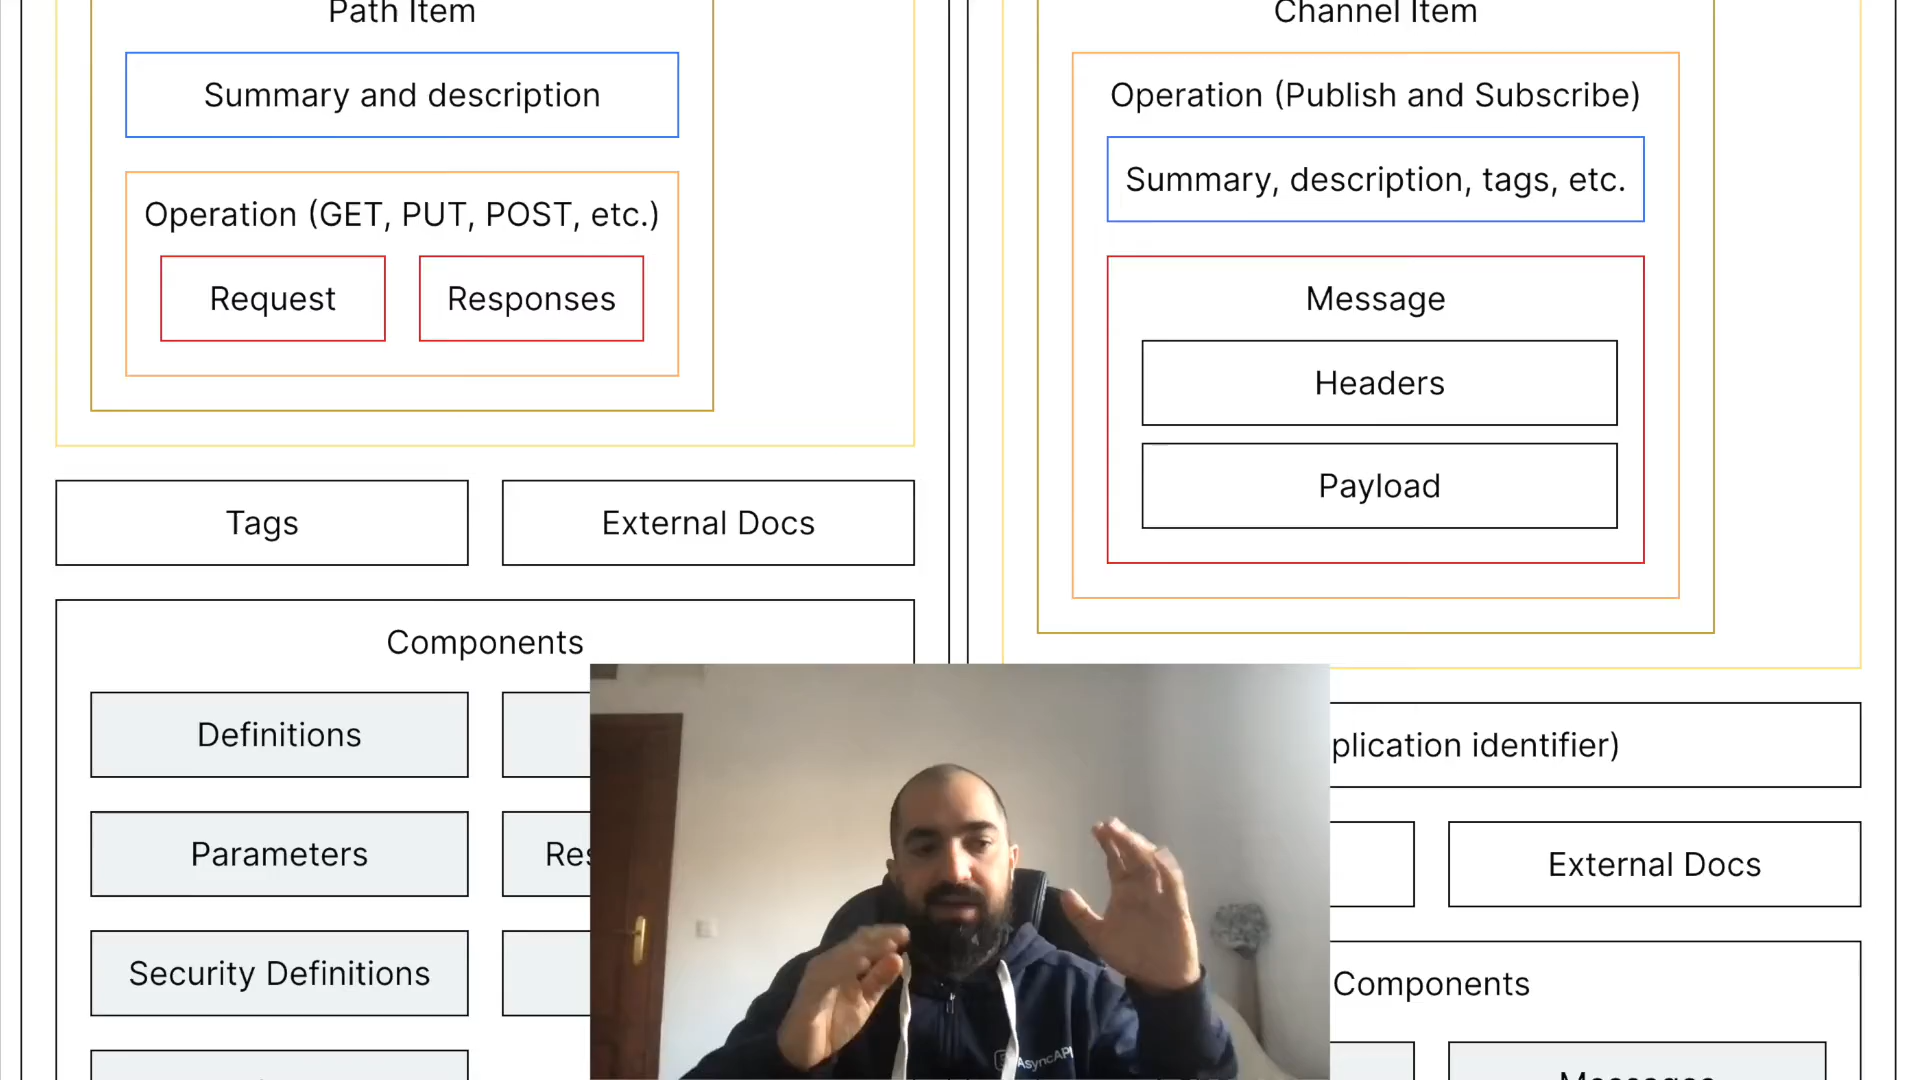 Path Item
Summary and description
Operation (GET, PUT, POST, etc.)
Request
Responses
Tags
External Docs
Components
Definitions
Parameters
Res
Security Definitions
Channel Item
Operation (Publish and Subscribe)
Summary, description, tags, etc.
Message
Headers
Payload
plication identifier)
External Docs
Components
Messages
AsyncAPI